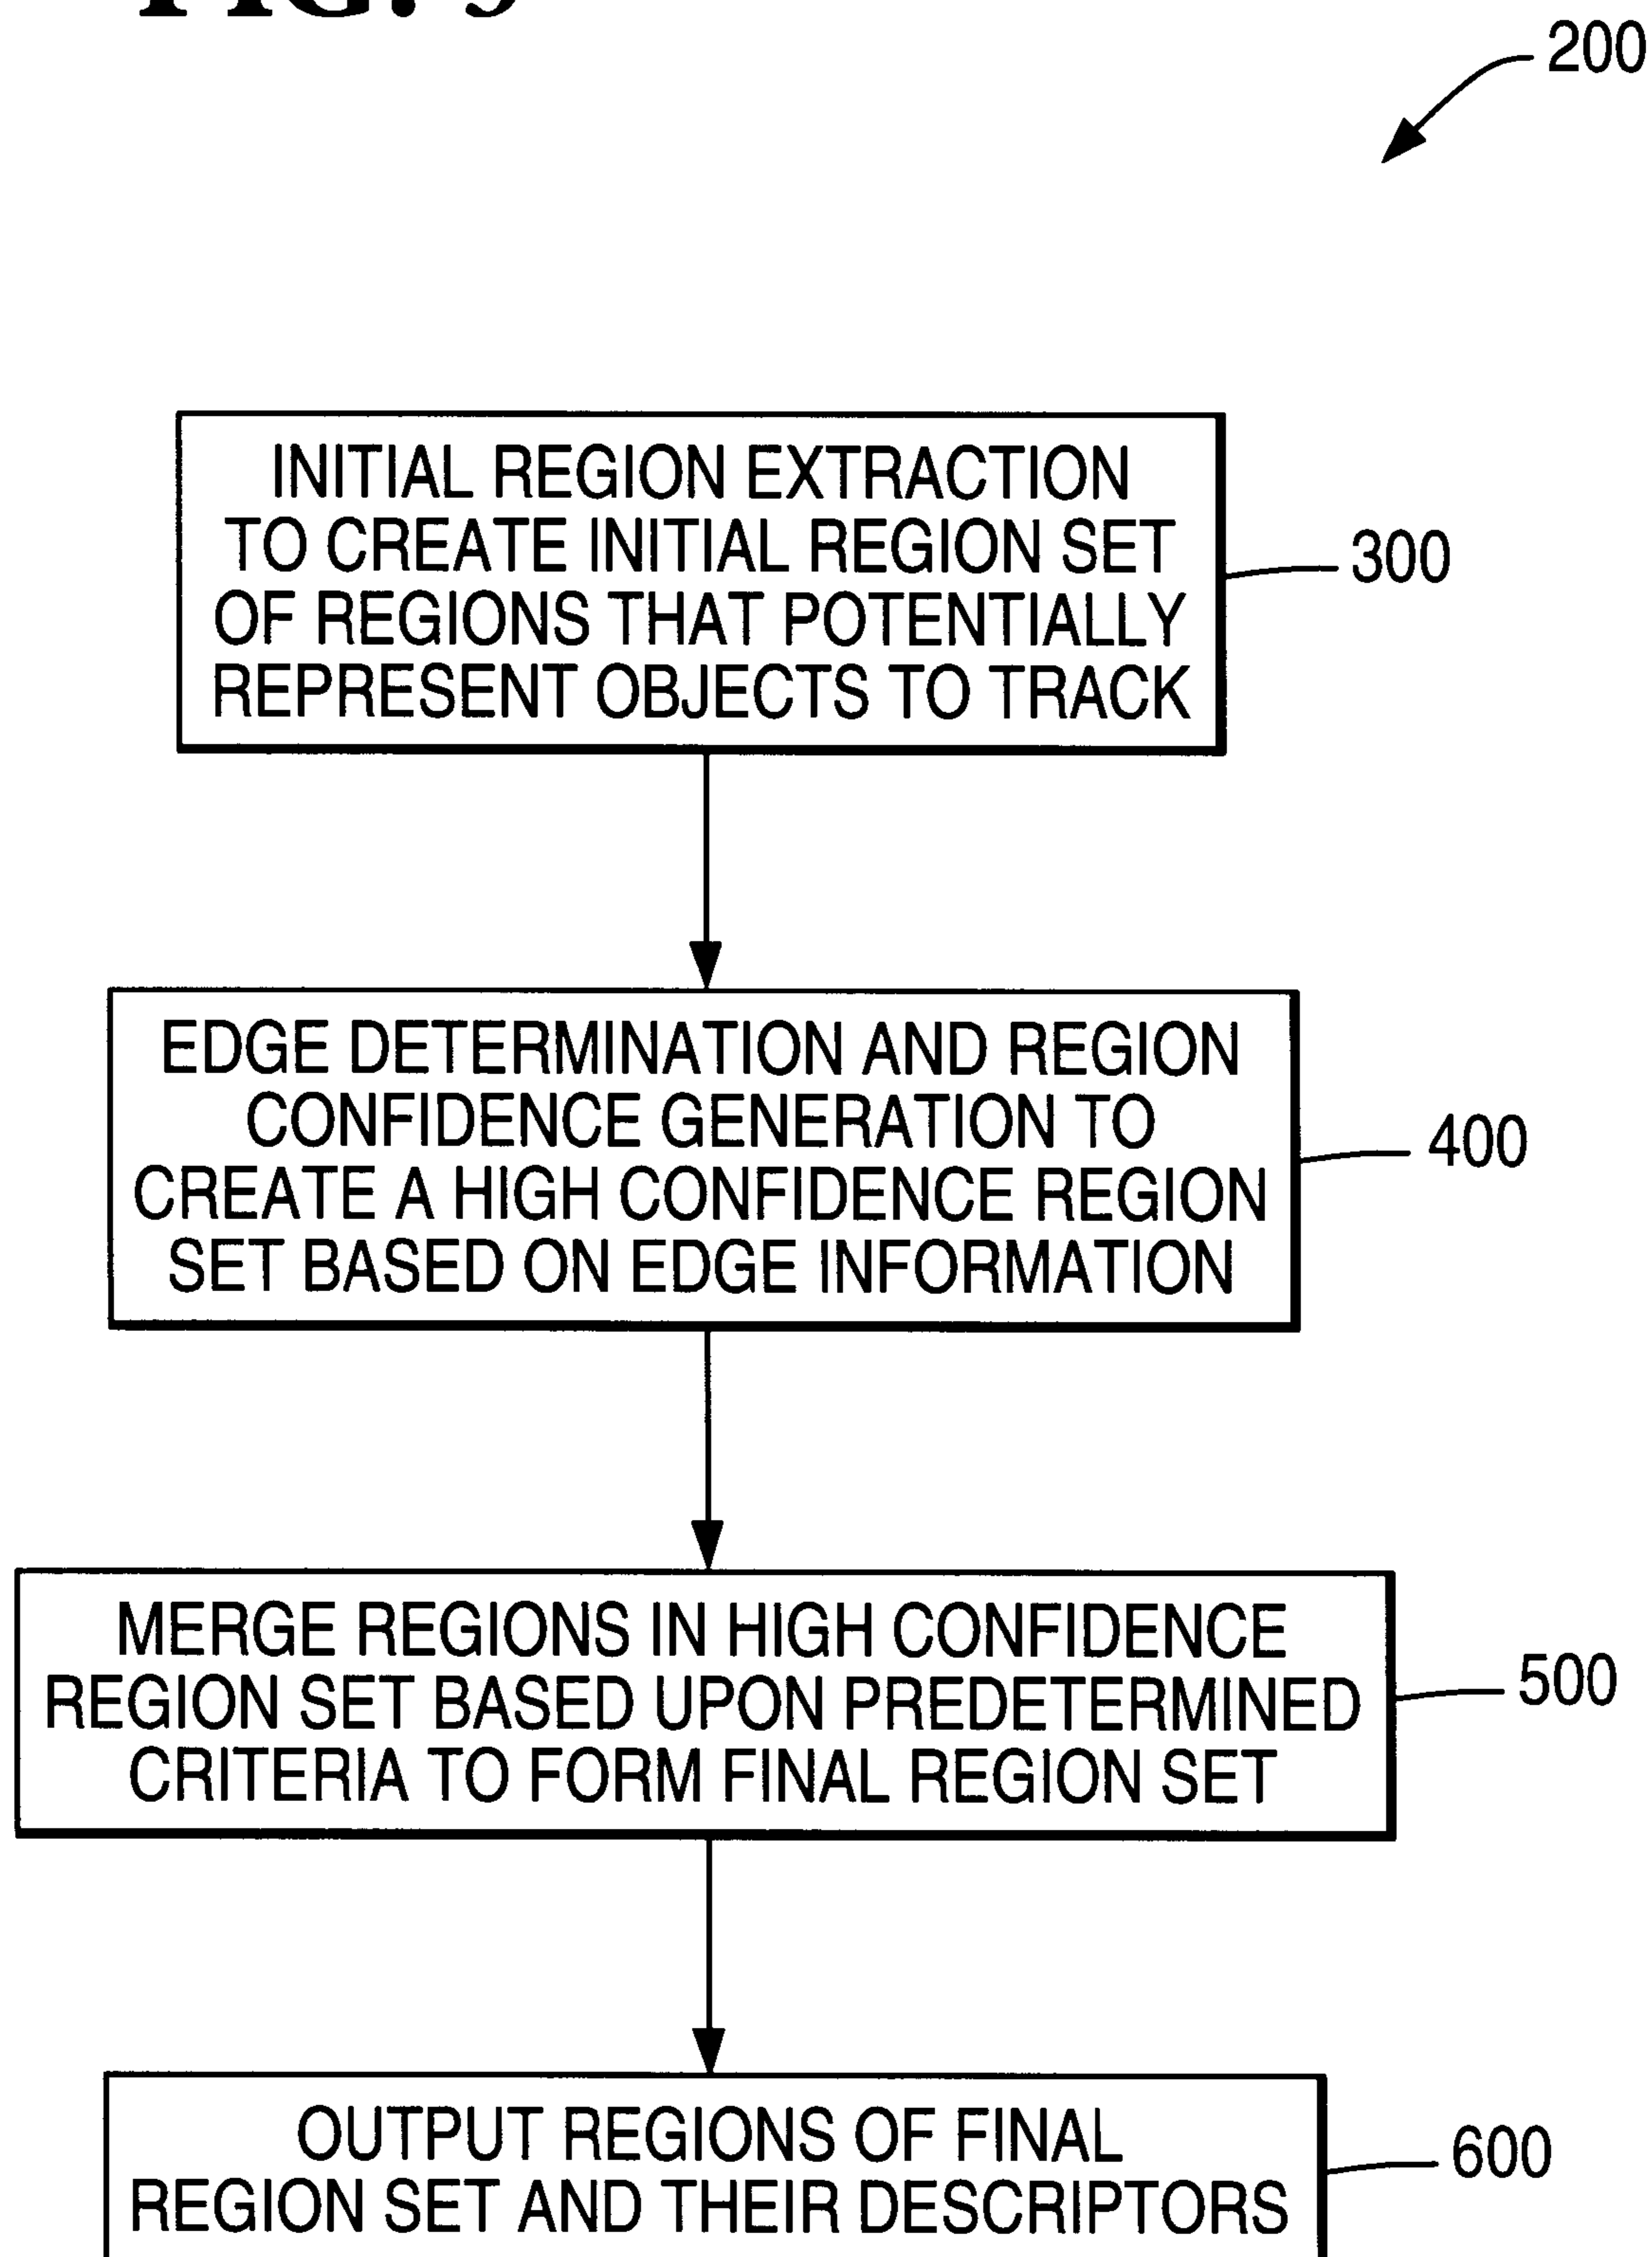 FIG.
200
INITIAL REGION EXTRACTION
TO CREATE INITIAL REGION SET
OF REGIONS THAT POTENTIALLY
REPRESENT OBJECTS TO TRACK
300
EDGE DETERMINATION AND REGION
CONFIDENCE GENERATION TO
CREATE A HIGH CONFIDENCE REGION
SET BASED ON EDGE INFORMATION
400
MERGE REGIONS IN HIGH CONFIDENCE
REGION SET BASED UPON PREDETERMINED
CRITERIA TO FORM FINAL REGION SET
500
OUTPUT REGIONS OF FINAL
REGION SET AND THEIR DESCRIPTORS
600